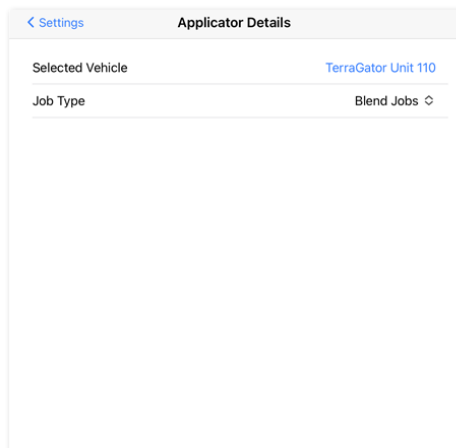 Settings
Applicator Details
Selected Vehicle TerraGator Unit 110
Job Type Blend Jobs